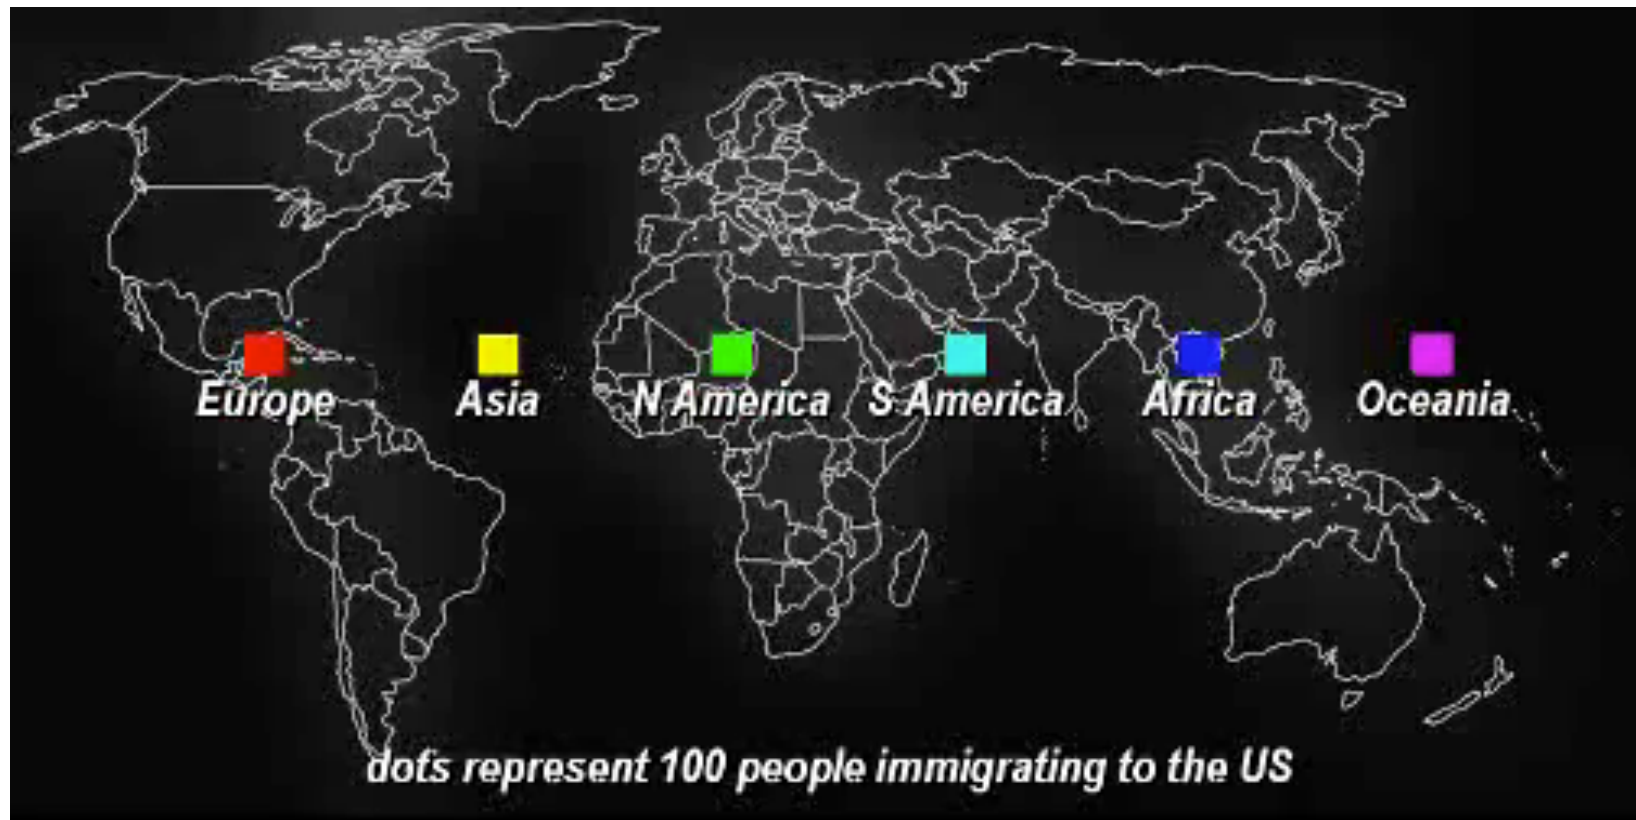 Europe Asia N America S America Africa Oceania
dots represent 100 people immigrating to the US